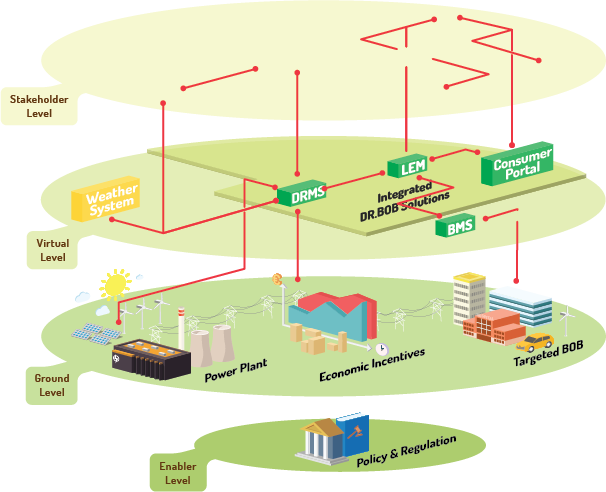 Stakeholder
Level
Weather
System
DRMS
LEM
Consumer
Portal
Integrated
DR.BOB Solutions
BMS
Virtual
Level
Power Plant
Economic Incentives
Targeted BOB
Ground
Level
Policy & Regulation
Enabler
Level